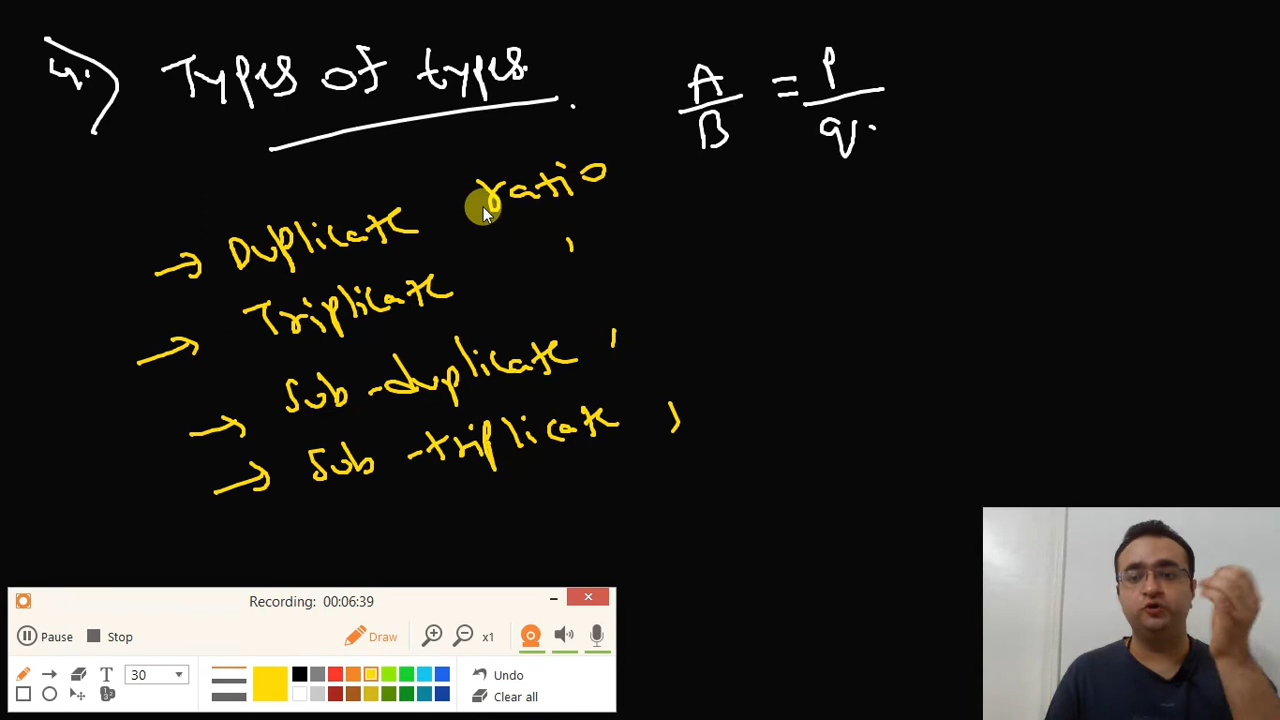 4.) Types of types.
A/B = p/q.
→ Duplicate ratio
→ Triplicate ,
→ Sub-duplicate ,
→ Sub-triplicate ,
Recording: 00:06:39
Pause Stop Draw x1
T 30 Undo
Clear all